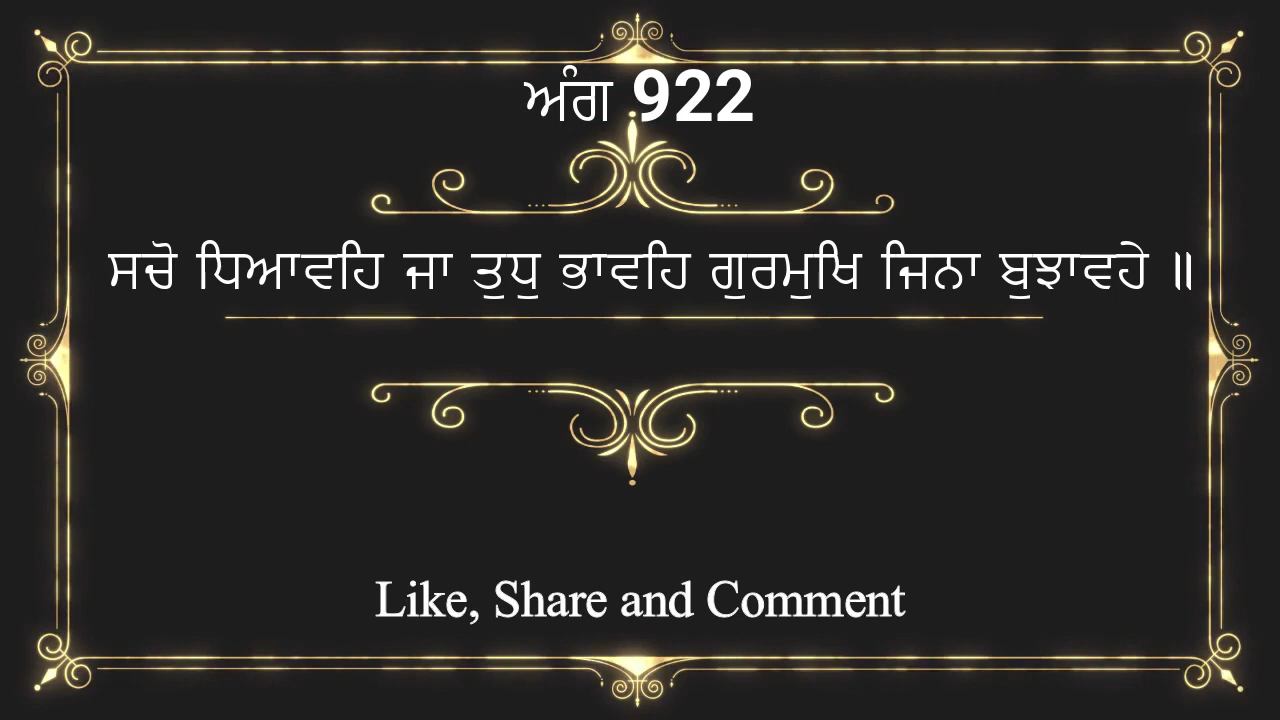 ਅੰਗ 922
ਸਚੋ ਧਿਆਵਹਿ ਜਾ ਤੁਧੁ ਭਾਵਹਿ ਗੁਰਮੁਖਿ ਜਿਨਾ ਬੁਝਾਵਹੇ ॥
Like, Share and Comment